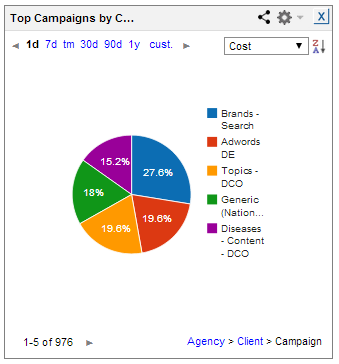 Top Campaigns by C...
X
1d 7d tm 30d 90d 1y cust.
Cost
Z
A
Brands -
Search
Adwords
DE
Topics -
DCO
Generic
(Nation...
Diseases
- Content
- DCO
27.6%
19.6%
19.6%
18%
15.2%
1-5 of 976
Agency > Client > Campaign